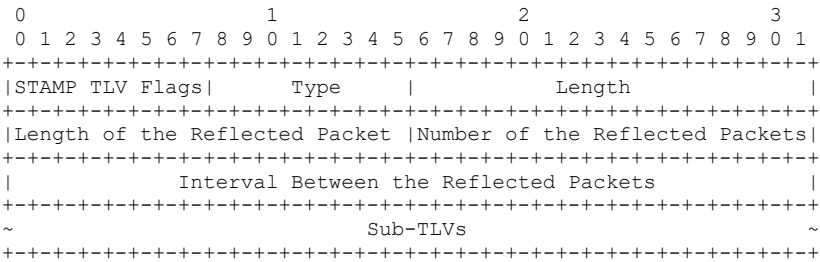 0                   1                   2                   3
 0 1 2 3 4 5 6 7 8 9 0 1 2 3 4 5 6 7 8 9 0 1 2 3 4 5 6 7 8 9 0 1
+-+-+-+-+-+-+-+-+-+-+-+-+-+-+-+-+-+-+-+-+-+-+-+-+-+-+-+-+-+-+-+-+
|STAMP TLV Flags|      Type     |           Length              |
+-+-+-+-+-+-+-+-+-+-+-+-+-+-+-+-+-+-+-+-+-+-+-+-+-+-+-+-+-+-+-+-+
|Length of the Reflected Packet |Number of the Reflected Packets|
+-+-+-+-+-+-+-+-+-+-+-+-+-+-+-+-+-+-+-+-+-+-+-+-+-+-+-+-+-+-+-+-+
|             Interval Between the Reflected Packets            |
+-+-+-+-+-+-+-+-+-+-+-+-+-+-+-+-+-+-+-+-+-+-+-+-+-+-+-+-+-+-+-+-+
~                            Sub-TLVs                           ~
+-+-+-+-+-+-+-+-+-+-+-+-+-+-+-+-+-+-+-+-+-+-+-+-+-+-+-+-+-+-+-+-+